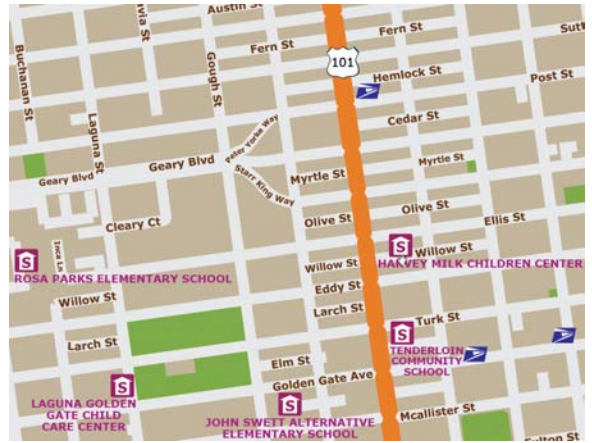 Austin St
Fern St
Fern St
Buchanan St
Gough St
101
Hemlock St
Post St
Cedar St
Laguna St
Peter Yorke Way
Geary Blvd
Geary Blvd
Myrtle St
Myrtle St
Starr King Way
Olive St
Olive St
Ellis St
Cleary Ct
S
S
Willow St
Willow St
HARVEY MILK CHILDREN CENTER
Inca Ln
ROSA PARKS ELEMENTARY SCHOOL
Eddy St
Willow St
Larch St
Turk St
Larch St
S
TENDERLOIN
COMMUNITY
SCHOOL
Elm St
Golden Gate Ave
S
LAGUNA GOLDEN
GATE CHILD
CARE CENTER
S
JOHN SWETT ALTERNATIVE
ELEMENTARY SCHOOL
Mcallister St
Fulton St